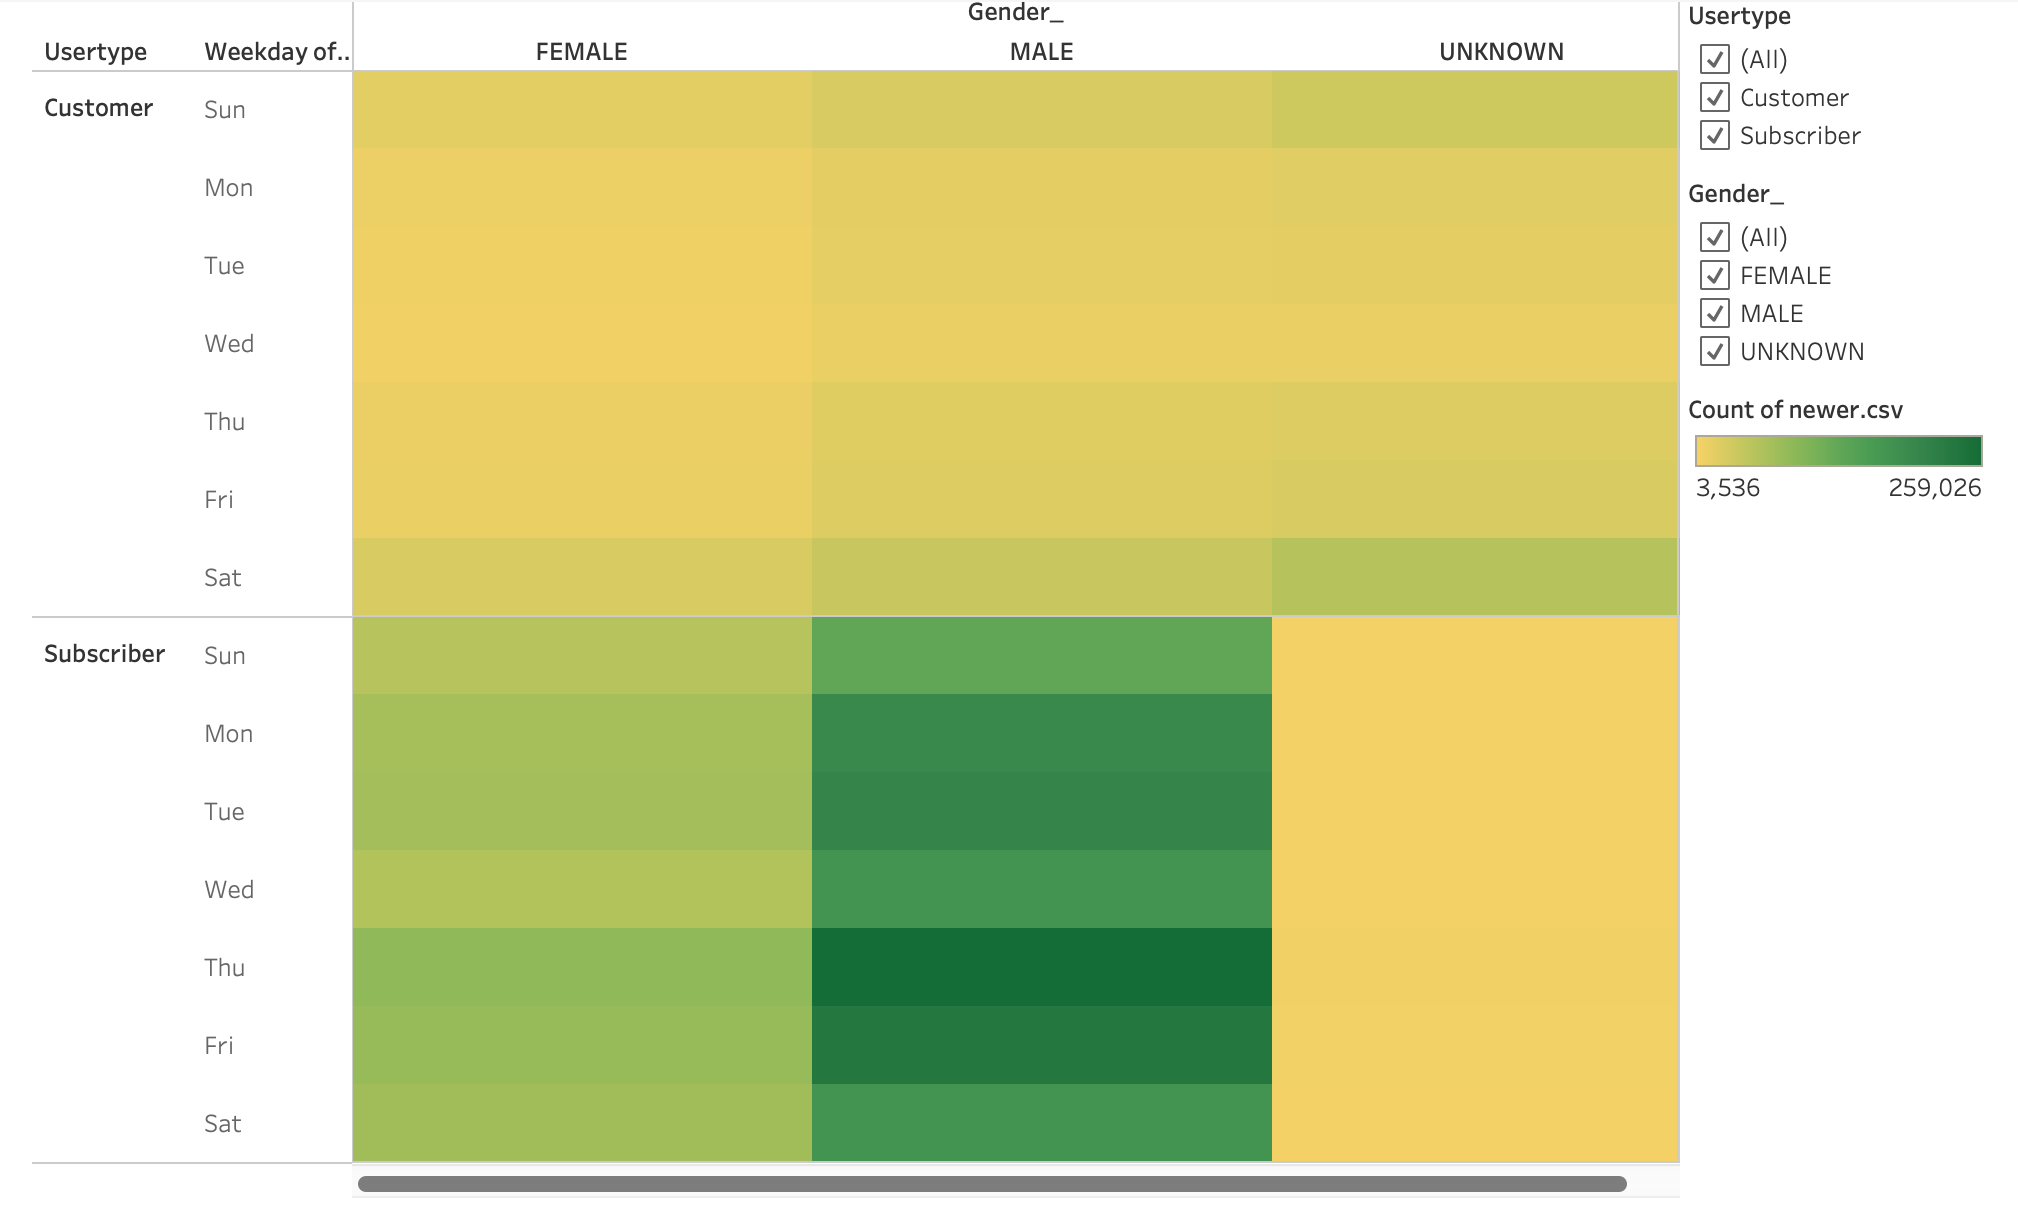 Gender_
Usertype Weekday of.. FEMALE MALE UNKNOWN
Customer Sun
Mon
Tue
Wed
Thu
Fri
Sat
Subscriber Sun
Mon
Tue
Wed
Thu
Fri
Sat
Usertype
(All)
Customer
Subscriber
Gender_
(All)
FEMALE
MALE
UNKNOWN
Count of newer.csv
3,536 259,026